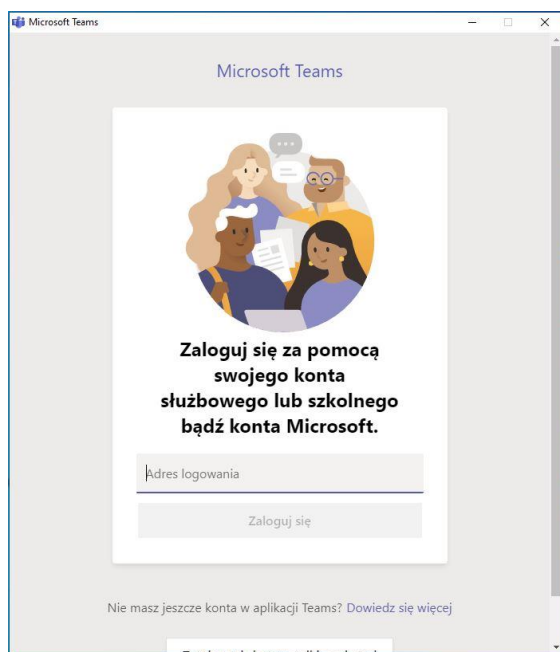 Microsoft Teams
Microsoft Teams
Zaloguj się za pomocą
swojego konta
służbowego lub szkolnego
bądź konta Microsoft.
Adres logowania
Zaloguj się
Nie masz jeszcze konta w aplikacji Teams? Dowiedz się więcej